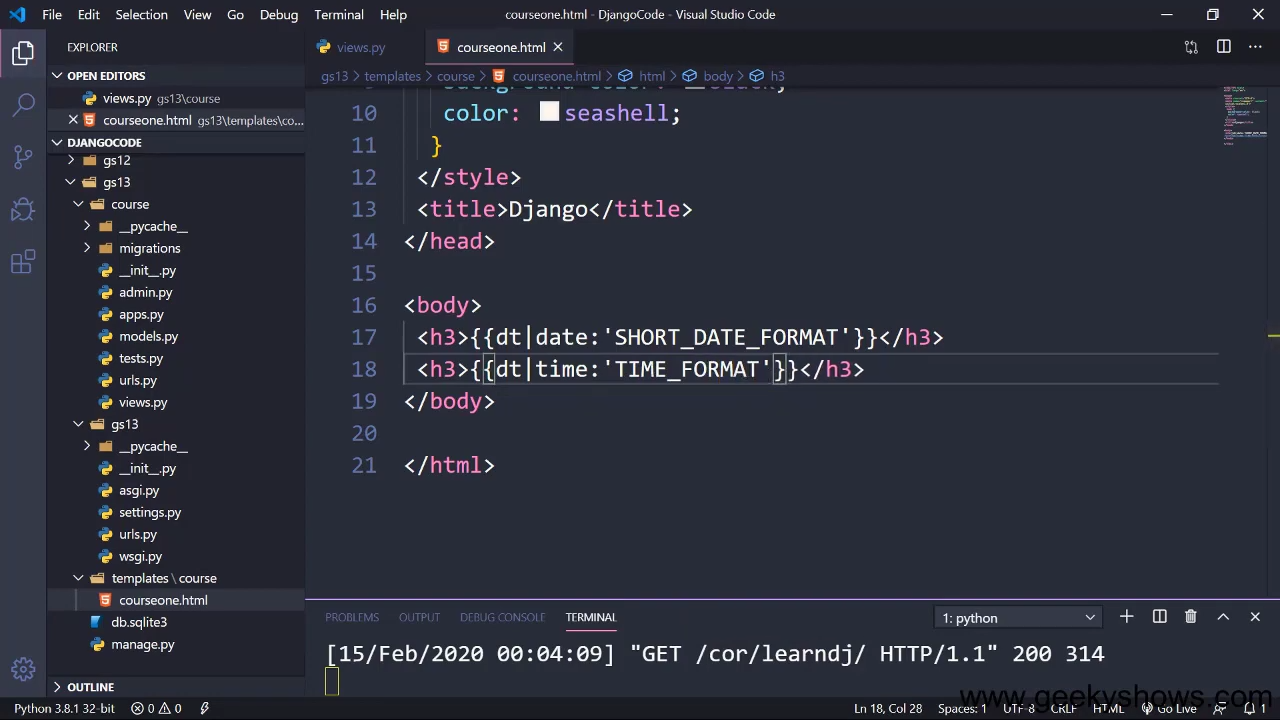 File Edit Selection View Go Debug Terminal Help courseone.html - DjangoCode - Visual Studio Code
EXPLORER
OPEN EDITORS
views.py gs13\course
courseone.html gs13\templates\co...
DJANGOCODE
gs12
gs13
course
__pycache__
migrations
__init__.py
admin.py
apps.py
models.py
tests.py
urls.py
views.py
gs13
__pycache__
__init__.py
asgi.py
settings.py
urls.py
wsgi.py
templates \ course
courseone.html
db.sqlite3
manage.py
OUTLINE
views.py courseone.html
gs13 > templates > course > courseone.html > html > body > h3
background-color: black;
10 color: seashell;
11 }
12 </style>
13 <title>Django</title>
14 </head>
15
16 <body>
17 <h3>{{dt|date:'SHORT_DATE_FORMAT'}}</h3>
18 <h3>{{dt|time:'TIME_FORMAT'}}</h3>
19 </body>
20
21 </html>
PROBLEMS OUTPUT DEBUG CONSOLE TERMINAL 1: python
[15/Feb/2020 00:04:09] "GET /cor/learndj/ HTTP/1.1" 200 314
www.geekyshows.com
Python 3.8.1 32-bit 0 0 Ln 18, Col 28 Spaces: 1 UTF-8 CRLF HTML Go Live 1